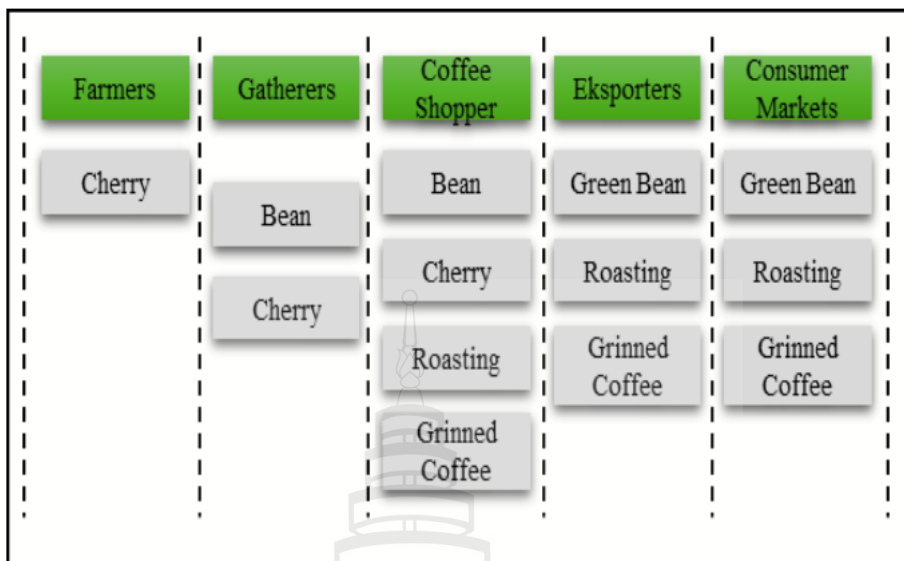 Farmers
Gatherers
Coffee
Shopper
Eksporters
Consumer
Markets
Cherry
Bean
Cherry
Bean
Cherry
Roasting
Grinned
Coffee
Green Bean
Roasting
Grinned
Coffee
Green Bean
Roasting
Grinned
Coffee